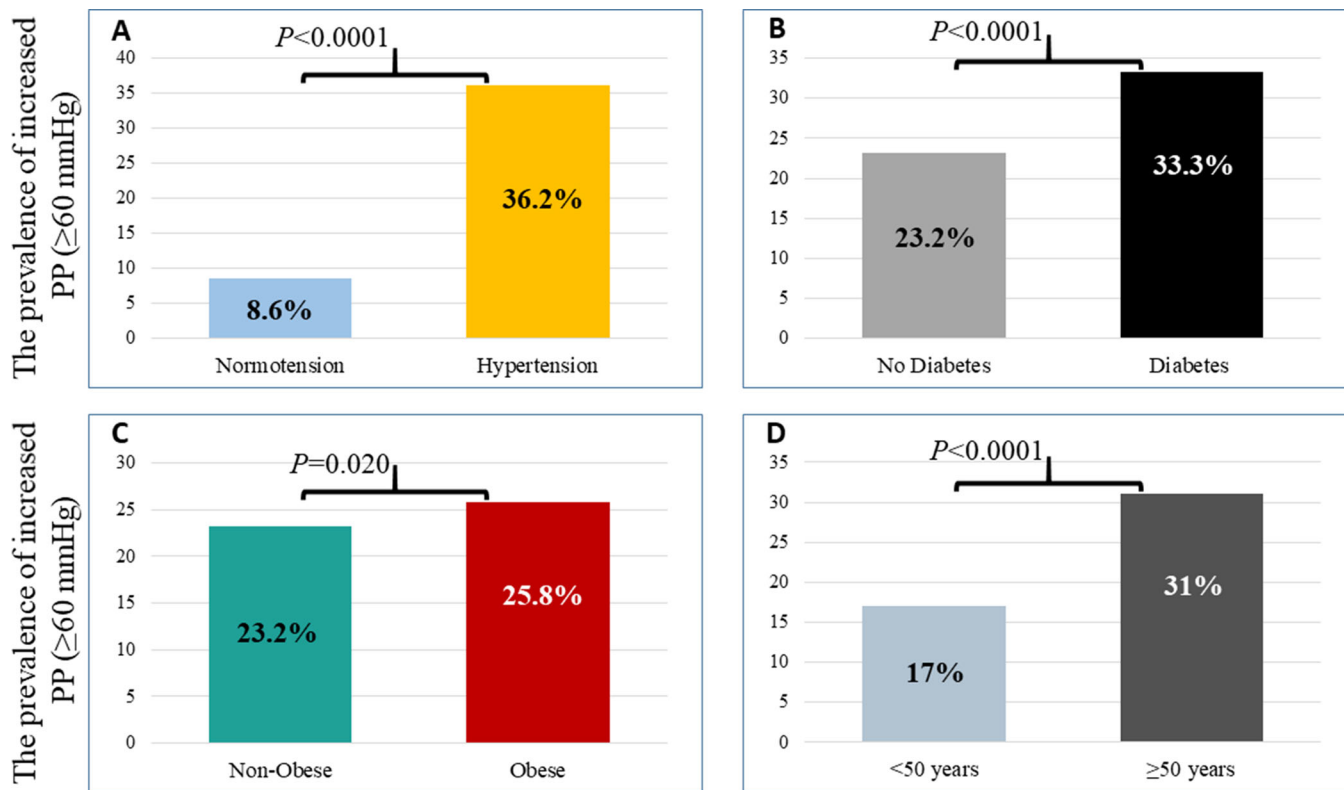 The prevalence of increased
PP (≥60 mmHg)
A
P<0.0001
40
35
30
25
20
15
10
5
0
36.2%
8.6%
Normotension
Hypertension
B
P<0.0001
35
30
25
20
15
10
5
0
33.3%
23.2%
No Diabetes
Diabetes
The prevalence of increased
PP (≥60 mmHg)
C
P=0.020
30
25
20
15
10
5
0
25.8%
23.2%
Non-Obese
Obese
D
P<0.0001
35
30
25
20
15
10
5
0
31%
17%
<50 years
≥50 years